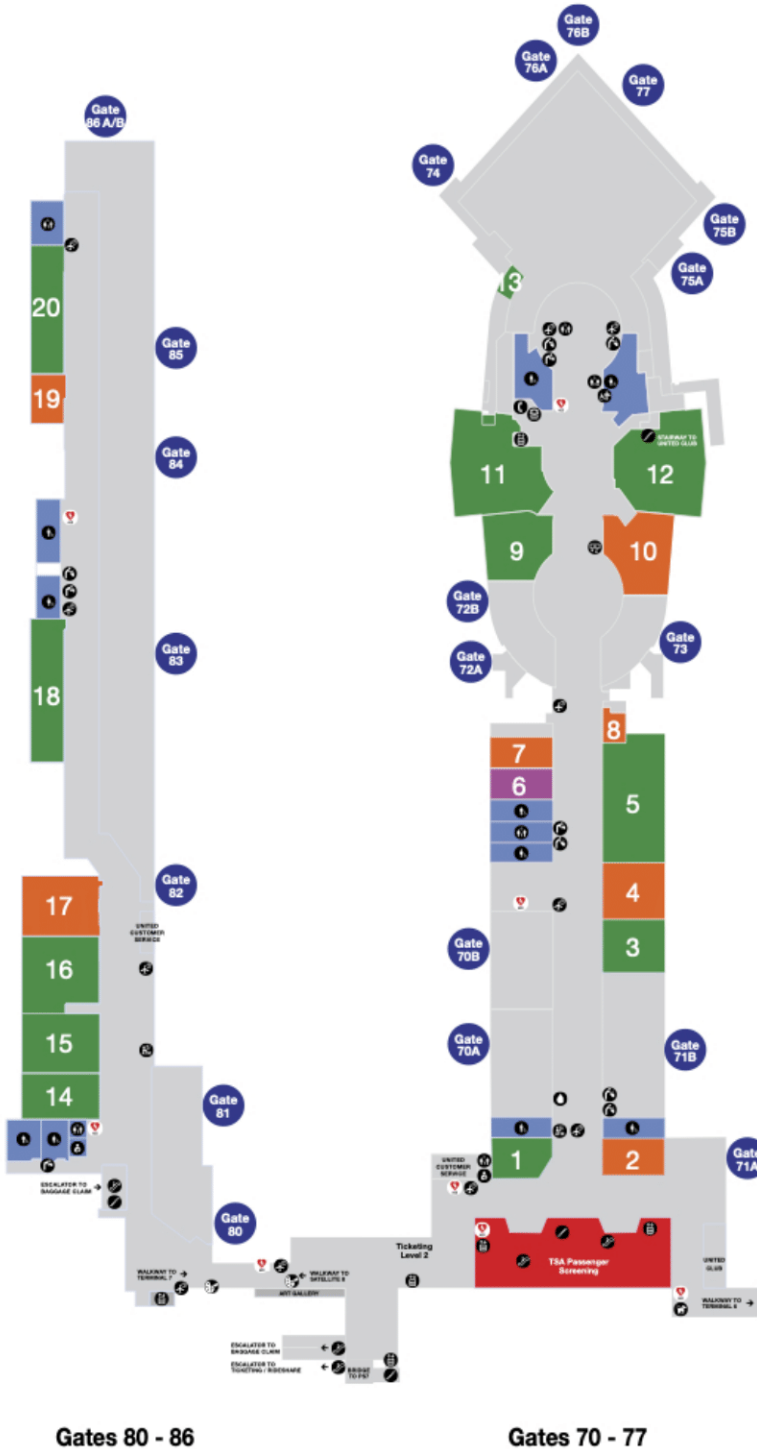 Gate
76B
Gate
76A
Gate
77
Gate
86 A/B
Gate
74
Gate
75B
Gate
75A
13
20
Gate
85
19
STAIRWAY TO
UNITED CLUB
Gate
84
11
12
9
10
Gate
72B
Gate
73
Gate
72A
Gate
83
18
8
7
6
5
Gate
82
17
4
UNITED
CUSTOMER
SERVICE
Gate
70B
3
16
15
Gate
70A
Gate
71B
14
Gate
81
1
2
Gate
71A
UNITED
CUSTOMER
SERVICE
ESCALATOR TO
BAGGAGE CLAIM
Gate
80
Ticketing
Level 2
TSA Passenger
Screening
UNITED
CLUB
WALKWAY TO
TERMINAL 7
WALKWAY TO
SATELLITE 8
ART GALLERY
WALKWAY TO
ESCALATOR TO
BAGGAGE CLAIM
ESCALATOR TO
TICKETING / RIDESHARE
BRIDGE
TO P57
Gates 80 - 86
Gates 70 - 77